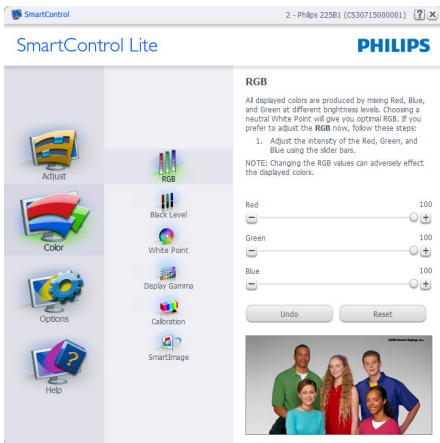 SmartControl
2 - Philips 225B1 (CS30715000001)
SmartControl Lite
PHILIPS
Adjust
Color
Options
Help
RGB
Black Level
White Point
Display Gamma
Calibration
SmartImage
RGB
All displayed colors are produced by mixing Red, Blue,
and Green at different brightness levels. Choosing a
neutral White Point will give you optimal RGB. If you
prefer to adjust the RGB now, follow these steps:
1. Adjust the intensity of the Red, Green, and
Blue using the slider bars.
NOTE: Changing the RGB values can adversely effect
the displayed colors.
Red 100
Green 100
Blue 100
Undo Reset